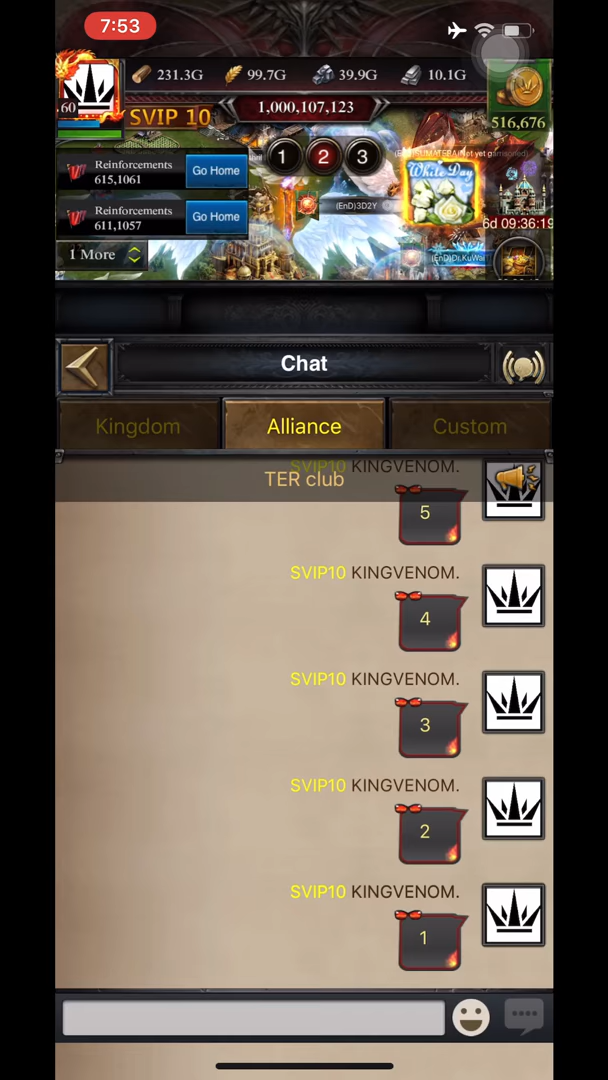 7:53
231.3G 99.7G 39.9G 10.1G
.60
SVIP 10
1,000,107,123
516,676
Reinforcements
615,1061
Go Home
1 2 3
White Day
(EnD)3D2Y
Reinforcements
611,1057
Go Home
6d 09:36:19
1 More
Chat
Kingdom Alliance Custom
TER club
SVIP10 KINGVENOM.
5
SVIP10 KINGVENOM.
4
SVIP10 KINGVENOM.
3
SVIP10 KINGVENOM.
2
SVIP10 KINGVENOM.
1